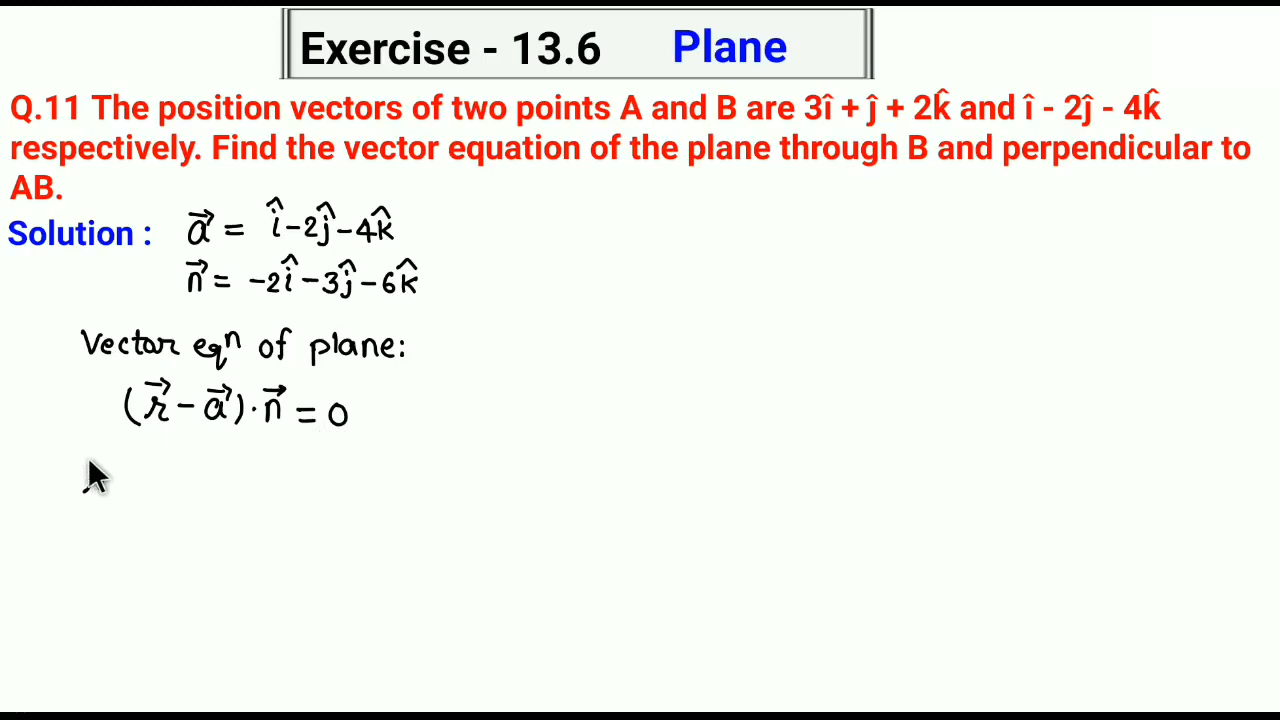 Exercise - 13.6 Plane
Q.11 The position vectors of two points A and B are 3î + ĵ + 2k̂ and î - 2ĵ - 4k̂
respectively. Find the vector equation of the plane through B and perpendicular to
AB.
Solution : a⃗ = î - 2ĵ - 4k̂
n⃗ = -2î - 3ĵ - 6k̂
Vector eqⁿ of plane:
(r⃗ - a⃗) · n⃗ = 0